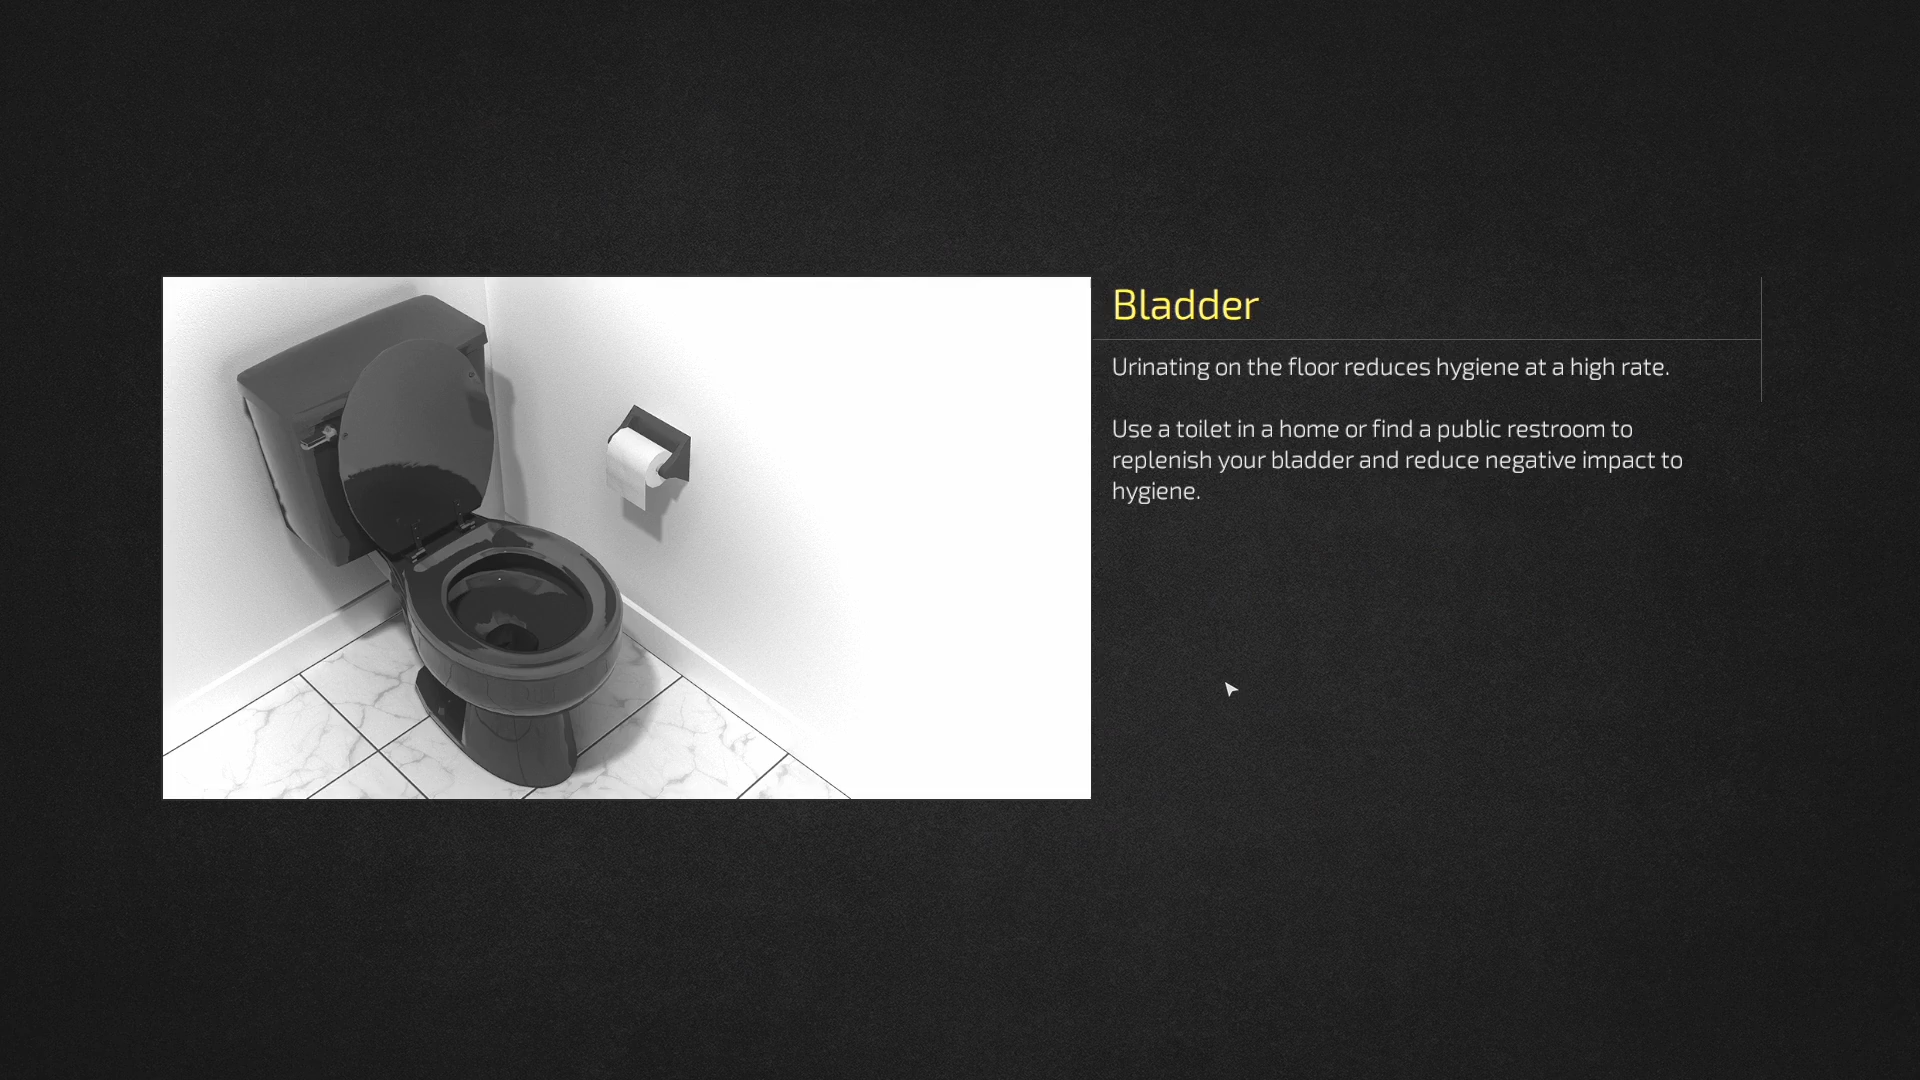 Bladder
Urinating on the floor reduces hygiene at a high rate.
Use a toilet in a home or find a public restroom to
replenish your bladder and reduce negative impact to
hygiene.